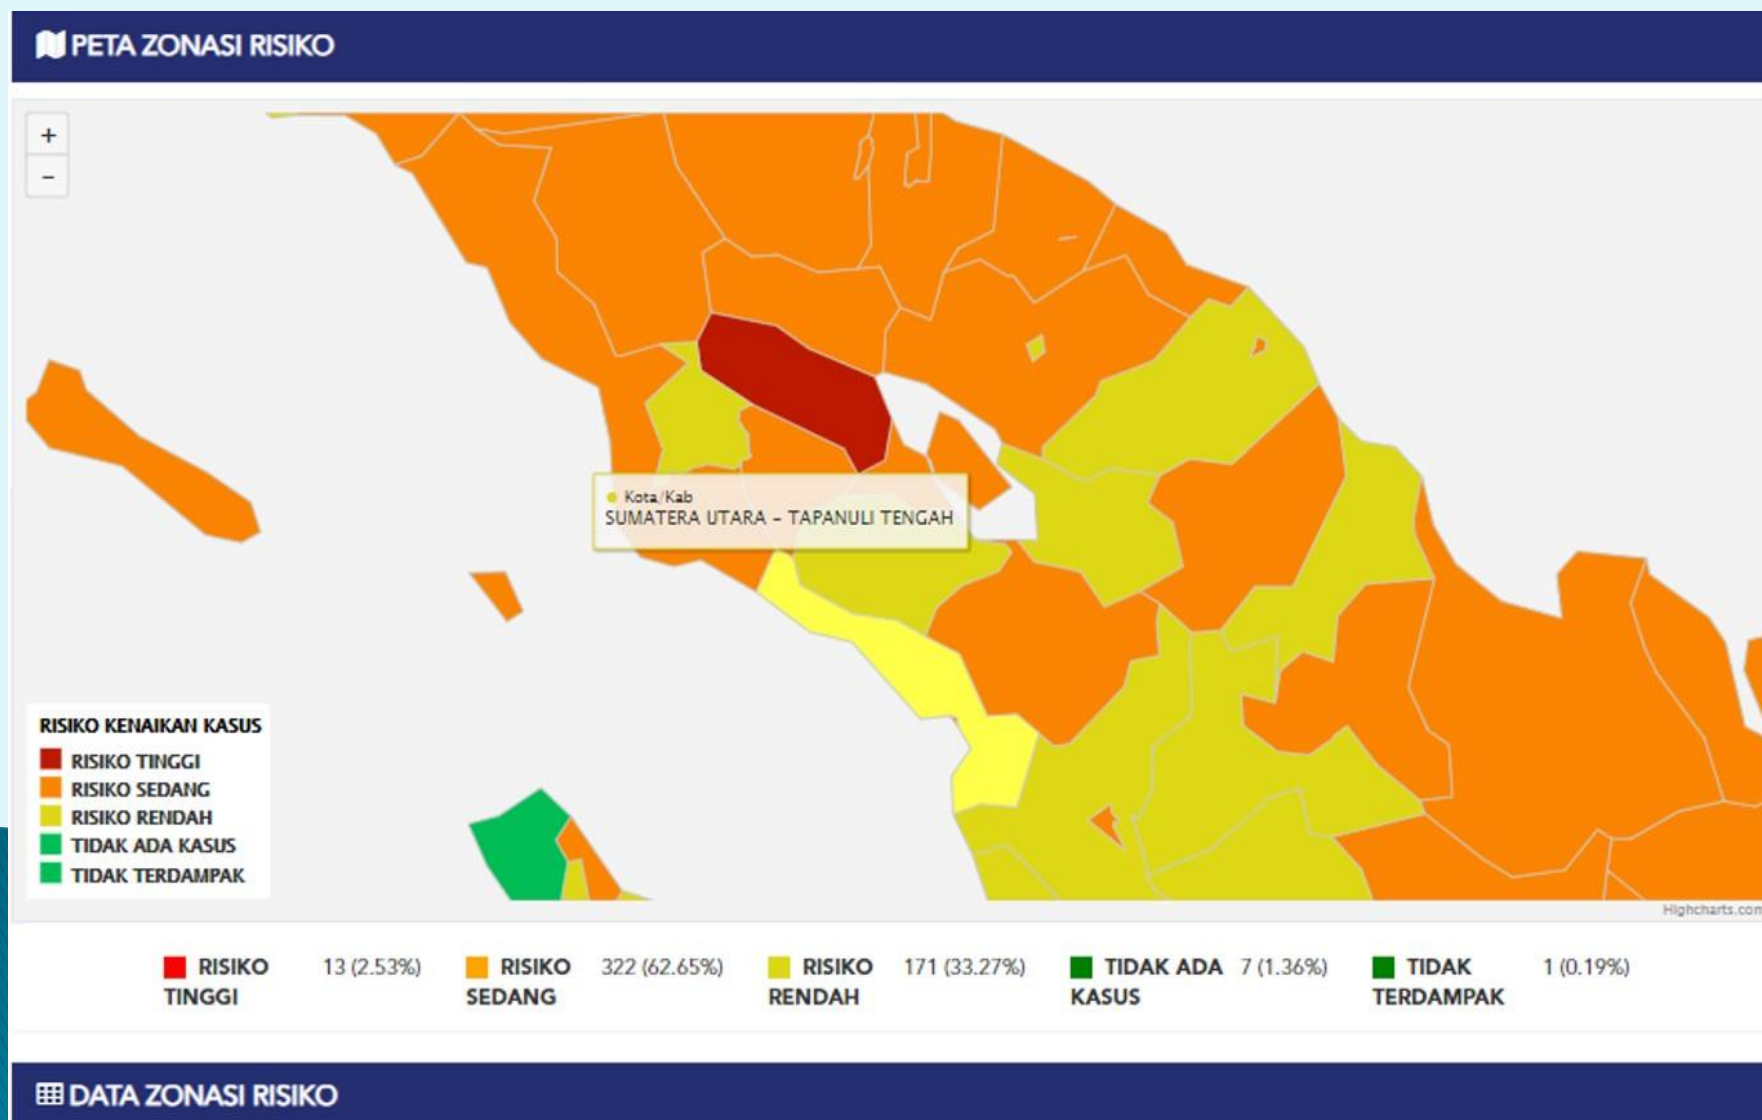 PETA ZONASI RISIKO
+
−
Kota/Kab
SUMATERA UTARA – TAPANULI TENGAH
RISIKO KENAIKAN KASUS
RISIKO TINGGI
RISIKO SEDANG
RISIKO RENDAH
TIDAK ADA KASUS
TIDAK TERDAMPAK
Highcharts.com
RISIKO TINGGI 13 (2.53%)
RISIKO SEDANG 322 (62.65%)
RISIKO RENDAH 171 (33.27%)
TIDAK ADA KASUS 7 (1.36%)
TIDAK TERDAMPAK 1 (0.19%)
DATA ZONASI RISIKO